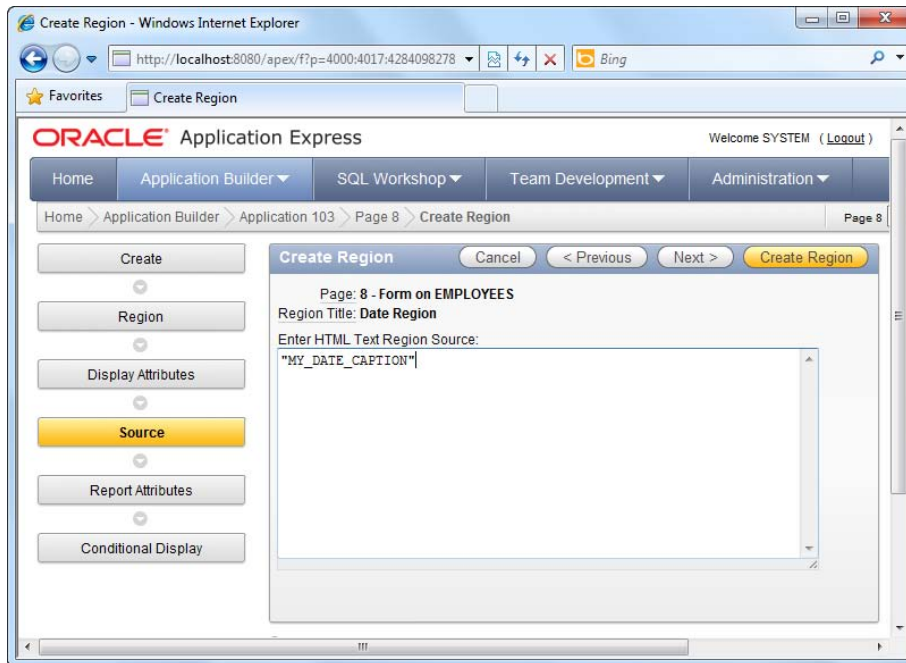 Create Region - Windows Internet Explorer
http://localhost:8080/apex/f?p=4000:4017:4284098278
Bing
Favorites
Create Region
ORACLE Application Express
Welcome SYSTEM ( Logout )
Home Application Builder SQL Workshop Team Development Administration
Home Application Builder Application 103 Page 8 Create Region
Page 8
Create
Region
Display Attributes
Source
Report Attributes
Conditional Display
Create Region
Cancel < Previous Next > Create Region
Page: 8 - Form on EMPLOYEES
Region Title: Date Region
Enter HTML Text Region Source:
"MY_DATE_CAPTION"